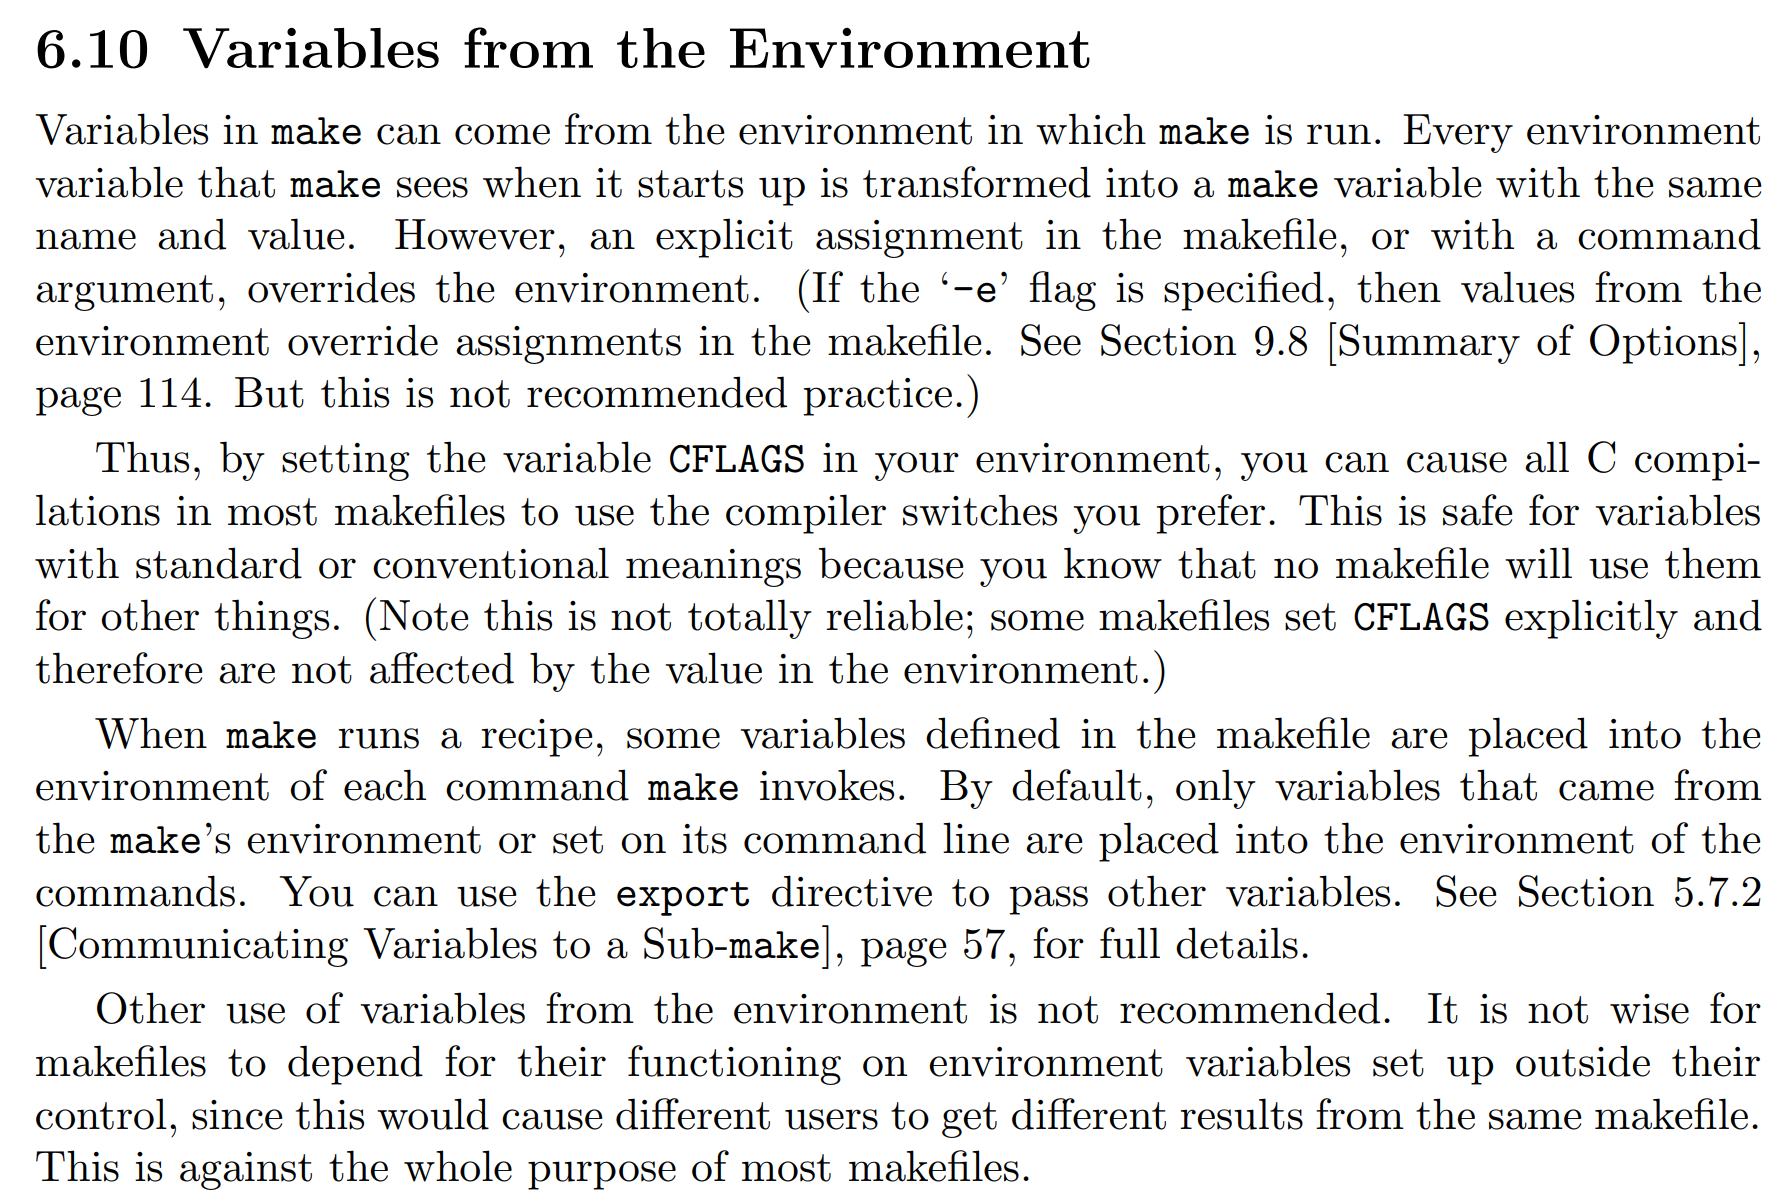 6.10 Variables from the Environment
Variables in make can come from the environment in which make is run. Every environment
variable that make sees when it starts up is transformed into a make variable with the same
name and value. However, an explicit assignment in the makefile, or with a command
argument, overrides the environment. (If the ‘-e’ flag is specified, then values from the
environment override assignments in the makefile. See Section 9.8 [Summary of Options],
page 114. But this is not recommended practice.)
Thus, by setting the variable CFLAGS in your environment, you can cause all C compi-
lations in most makefiles to use the compiler switches you prefer. This is safe for variables
with standard or conventional meanings because you know that no makefile will use them
for other things. (Note this is not totally reliable; some makefiles set CFLAGS explicitly and
therefore are not affected by the value in the environment.)
When make runs a recipe, some variables defined in the makefile are placed into the
environment of each command make invokes. By default, only variables that came from
the make’s environment or set on its command line are placed into the environment of the
commands. You can use the export directive to pass other variables. See Section 5.7.2
[Communicating Variables to a Sub-make], page 57, for full details.
Other use of variables from the environment is not recommended. It is not wise for
makefiles to depend for their functioning on environment variables set up outside their
control, since this would cause different users to get different results from the same makefile.
This is against the whole purpose of most makefiles.